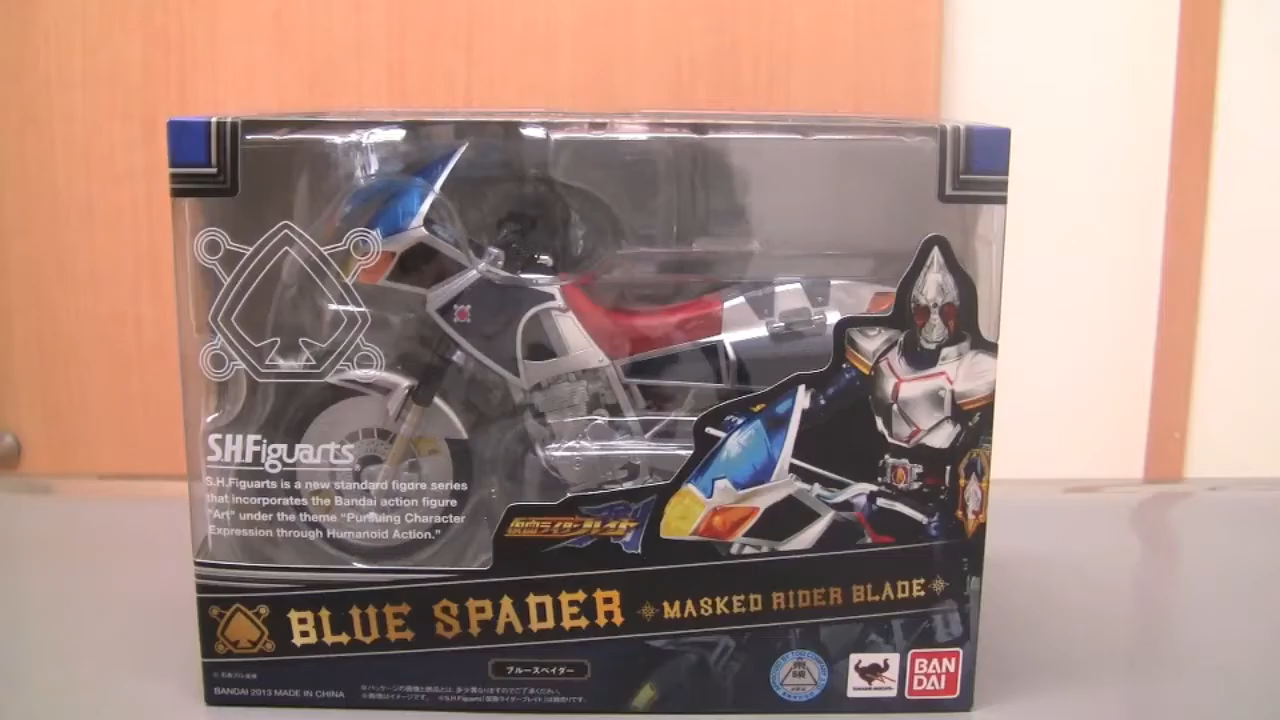 S.H.Figuarts
S.H.Figuarts is a new standard figure series
that incorporates the Bandai action figure
"Art" under the theme "Pursuing Character
Expression through Humanoid Action."
仮面ライダーブレイド
BLUE SPADER
MASKED RIDER BLADE
ブルースペイダー
BANDAI 2013 MADE IN CHINA
BAN
DAI